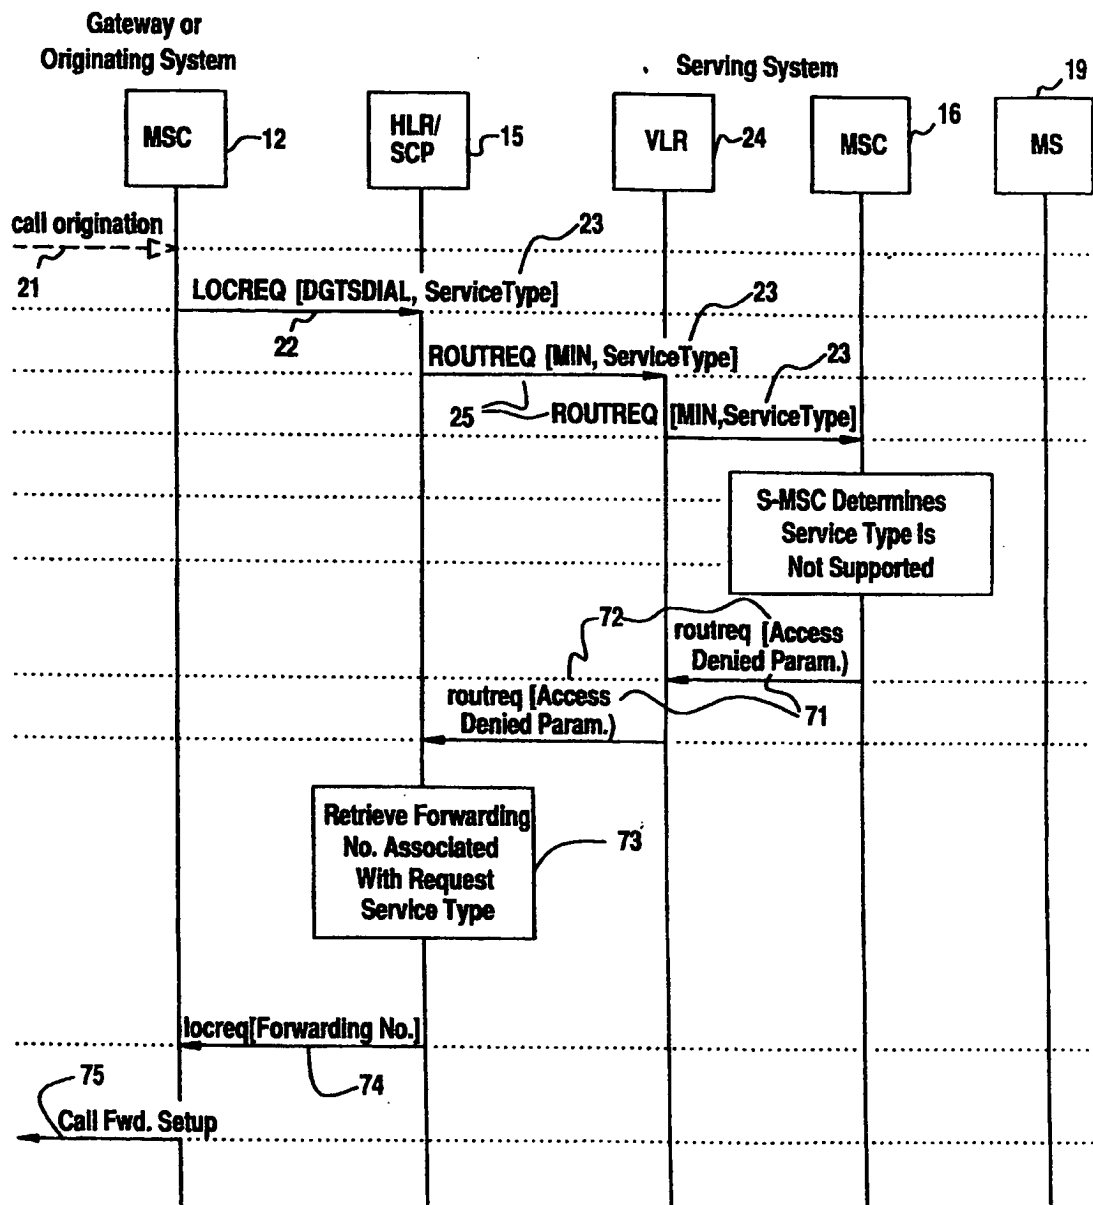 Gateway or
Originating System
Serving System
19
MSC
12
HLR/
SCP
15
VLR
24
MSC
16
MS
call origination
21
23
LOCREQ [DGTSDIAL, ServiceType]
22
23
ROUTREQ [MIN, ServiceType]
23
25
ROUTREQ [MIN,ServiceType]
S-MSC Determines
Service Type Is
Not Supported
72
routreq [Access
Denied Param.)
71
routreq [Access
Denied Param.)
Retrieve Forwarding
No. Associated
With Request
Service Type
73
locreq[Forwarding No.]
74
75
Call Fwd. Setup